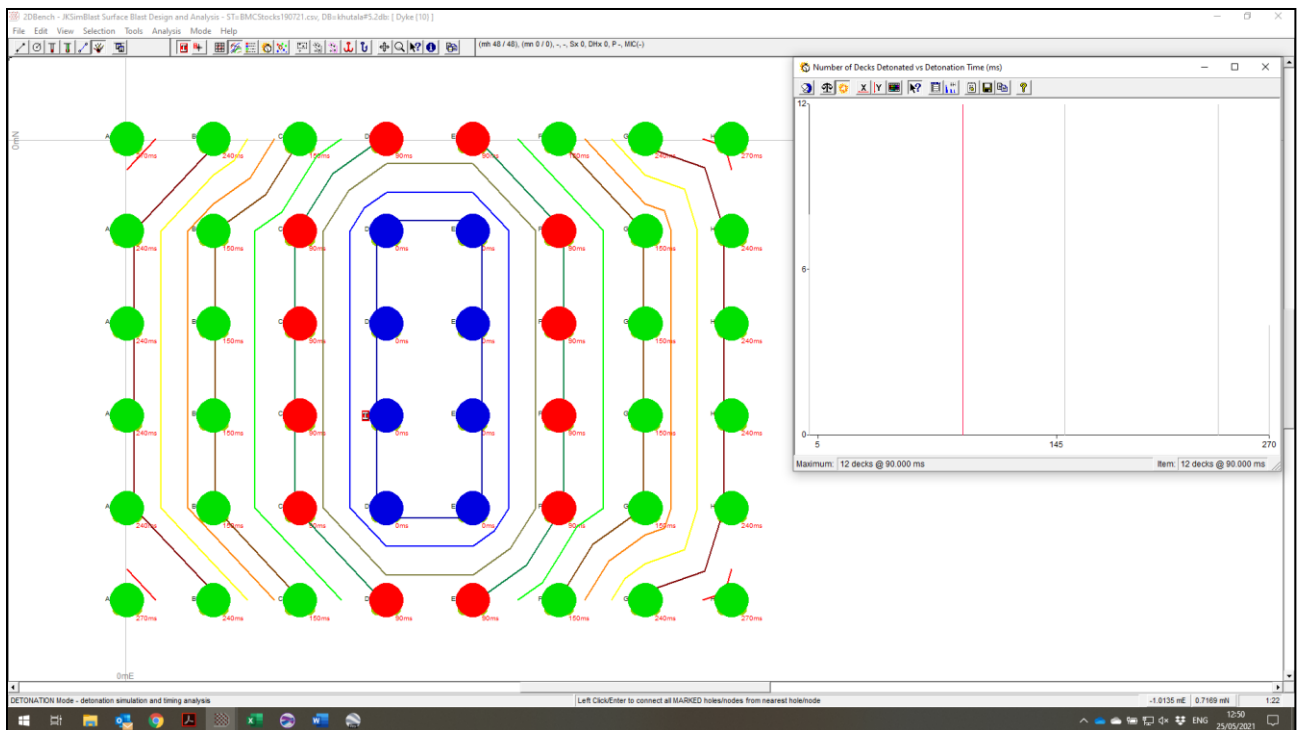 2DBench - JKSimBlast Surface Blast Design and Analysis - ST=BMCStocks190721.csv, DB=khutala#5.2db: [ Dyke (10) ]
File Edit View Selection Tools Analysis Mode Help
(mh 48 / 48), (mn 0 / 0), -, -, Sx 0, DHx 0, P -, MIC(-)
Number of Decks Detonated vs Detonation Time (ms)
X Y
12
6
0
5 145 270
Maximum: 12 decks @ 90.000 ms Item: 12 decks @ 90.000 ms
0mN
A B C D E F G H
270ms 240ms 150ms 90ms 90ms 150ms 240ms 270ms
A B C D E F G H
240ms 150ms 90ms 0ms 0ms 90ms 150ms 240ms
A B C D E F G H
240ms 150ms 90ms 0ms 0ms 90ms 150ms 240ms
A B C I E F G H
240ms 150ms 90ms 0ms 0ms 90ms 150ms 240ms
A B C D E F G H
240ms 150ms 90ms 0ms 0ms 90ms 150ms 240ms
A B C D E F G H
270ms 240ms 150ms 90ms 90ms 150ms 240ms 270ms
0mE
DETONATION Mode - detonation simulation and timing analysis Left Click/Enter to connect all MARKED holes/nodes from nearest hole/node -1.0135 mE 0.7169 mN 1:22
ENG 12:50
25/05/2021